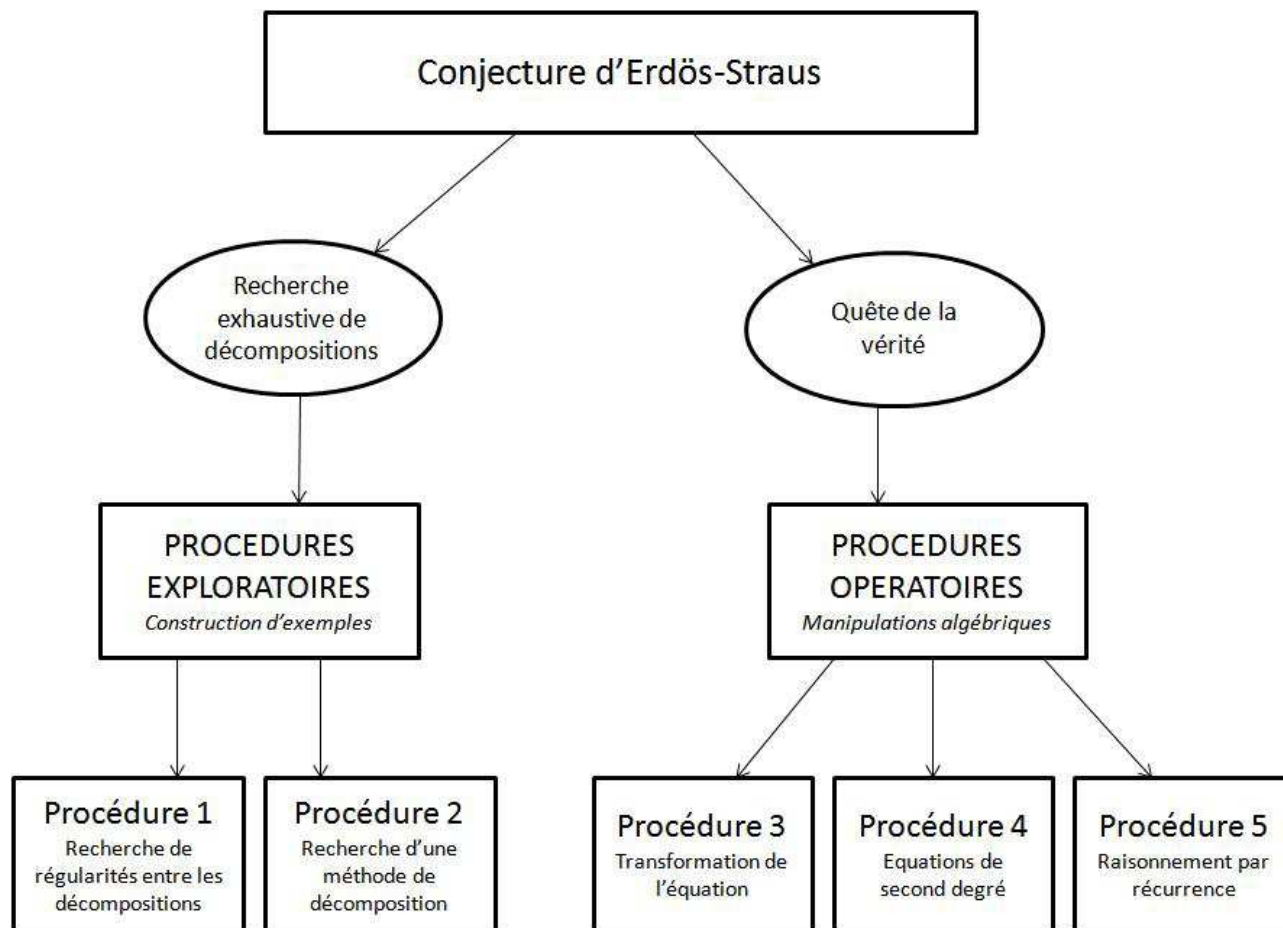 Conjecture d'Erdös-Straus
Recherche
exhaustive de
décompositions
Quête de la
vérité
PROCEDURES
EXPLORATOIRES
Construction d'exemples
PROCEDURES
OPERATOIRES
Manipulations algébriques
Procédure 1
Recherche de
régularités entre les
décompositions
Procédure 2
Recherche d'une
méthode de
décomposition
Procédure 3
Transformation de
l'équation
Procédure 4
Equations de
second degré
Procédure 5
Raisonnement par
récurrence